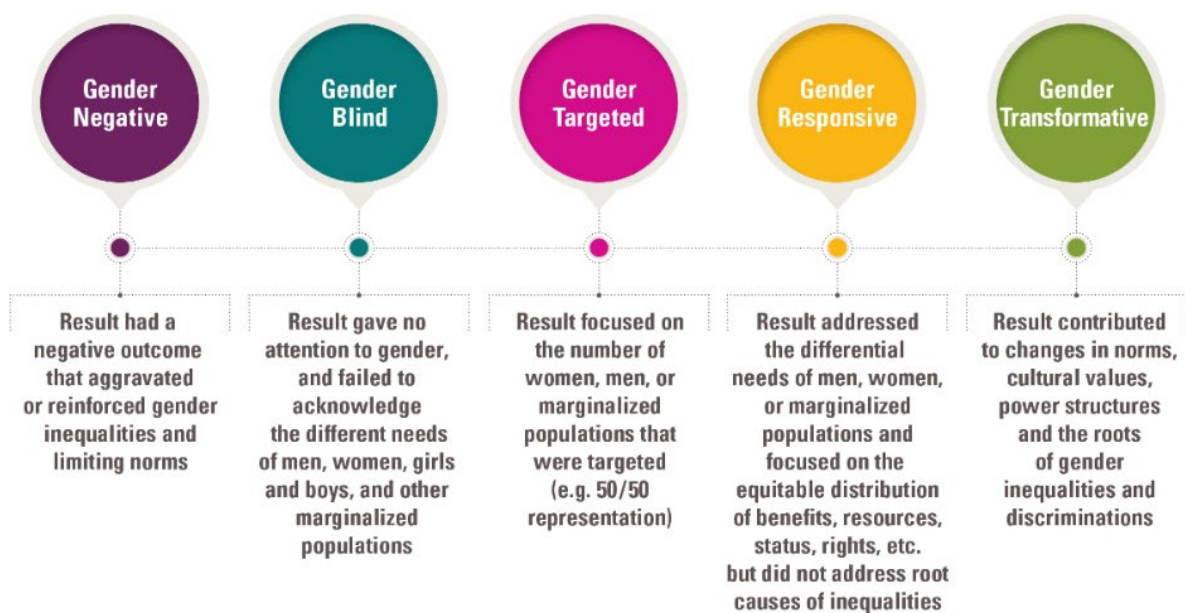 Gender
Negative
Gender
Blind
Gender
Targeted
Gender
Responsive
Gender
Transformative
Result had a
negative outcome
that aggravated
or reinforced gender
inequalities and
limiting norms
Result gave no
attention to gender,
and failed to
acknowledge
the different needs
of men, women, girls
and boys, and other
marginalized
populations
Result focused on
the number of
women, men, or
marginalized
populations that
were targeted
(e.g. 50/50
representation)
Result addressed
the differential
needs of men, women,
or marginalized
populations and
focused on the
equitable distribution
of benefits, resources,
status, rights, etc.
but did not address root
causes of inequalities
Result contributed
to changes in norms,
cultural values,
power structures
and the roots
of gender
inequalities and
discriminations